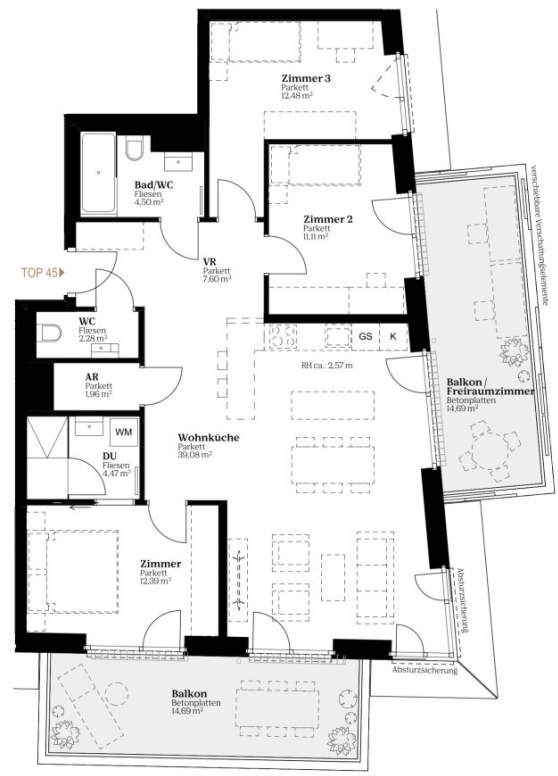 Zimmer 3
Parkett
12,48 m²
Bad/WC
Fliesen
4,50 m²
Zimmer 2
Parkett
11,11 m²
verschiebbare Verschattungselemente
VR
Parkett
7,60 m²
TOP 45
WC
Fliesen
2,28 m²
GS
K
RH ca.: 2,57 m
AR
Parkett
1,96 m²
Balkon/
Freiraumzimmer
Betonplatten
14,69 m²
WM
Wohnküche
Parkett
39,08 m²
DU
Fliesen
4,47 m²
Zimmer
Parkett
12,39 m²
Absturzsicherung
Absturzsicherung
Balkon
Betonplatten
14,69 m²